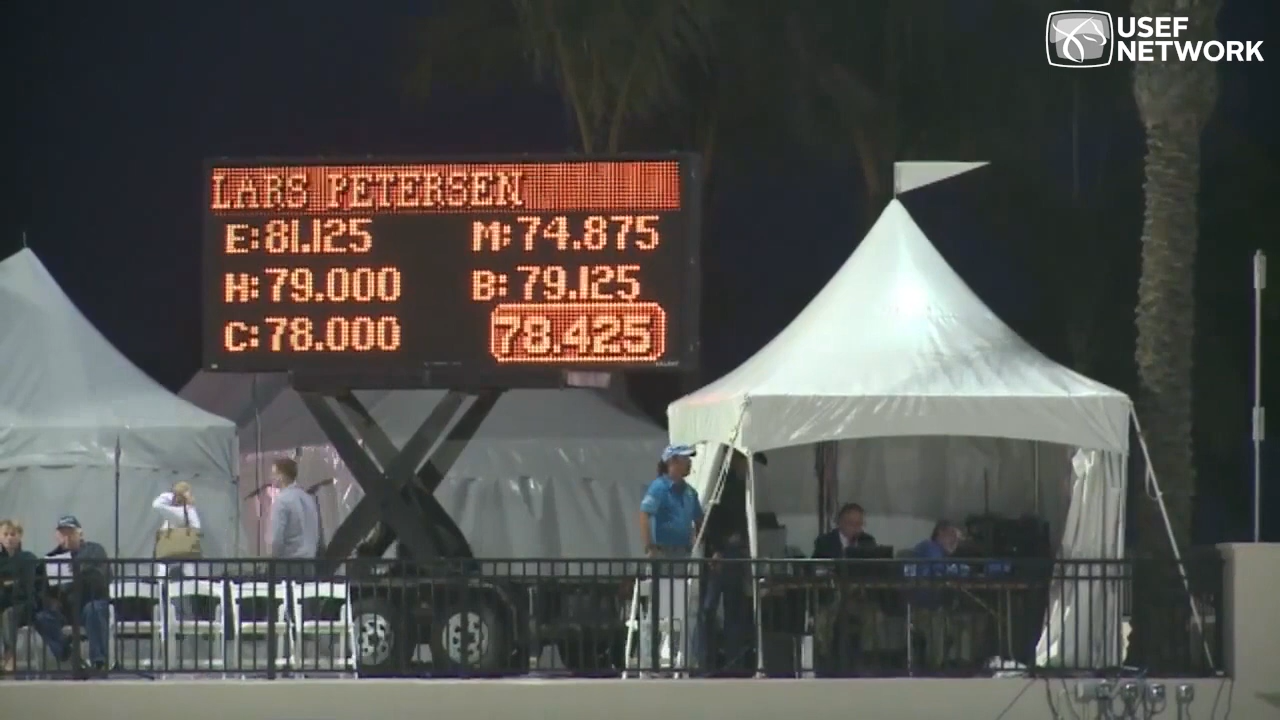 USEF
NETWORK
LARS PETERSEN
E:81.125 M:74.875
H:79.000 B:79.125
C:78.000 78.425